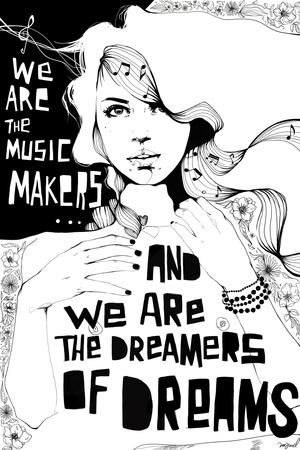 WE
ARE
THE
MUSIC
MAKERS
...
AND
WE ARE
THE DREAMERS
OF DREAMS